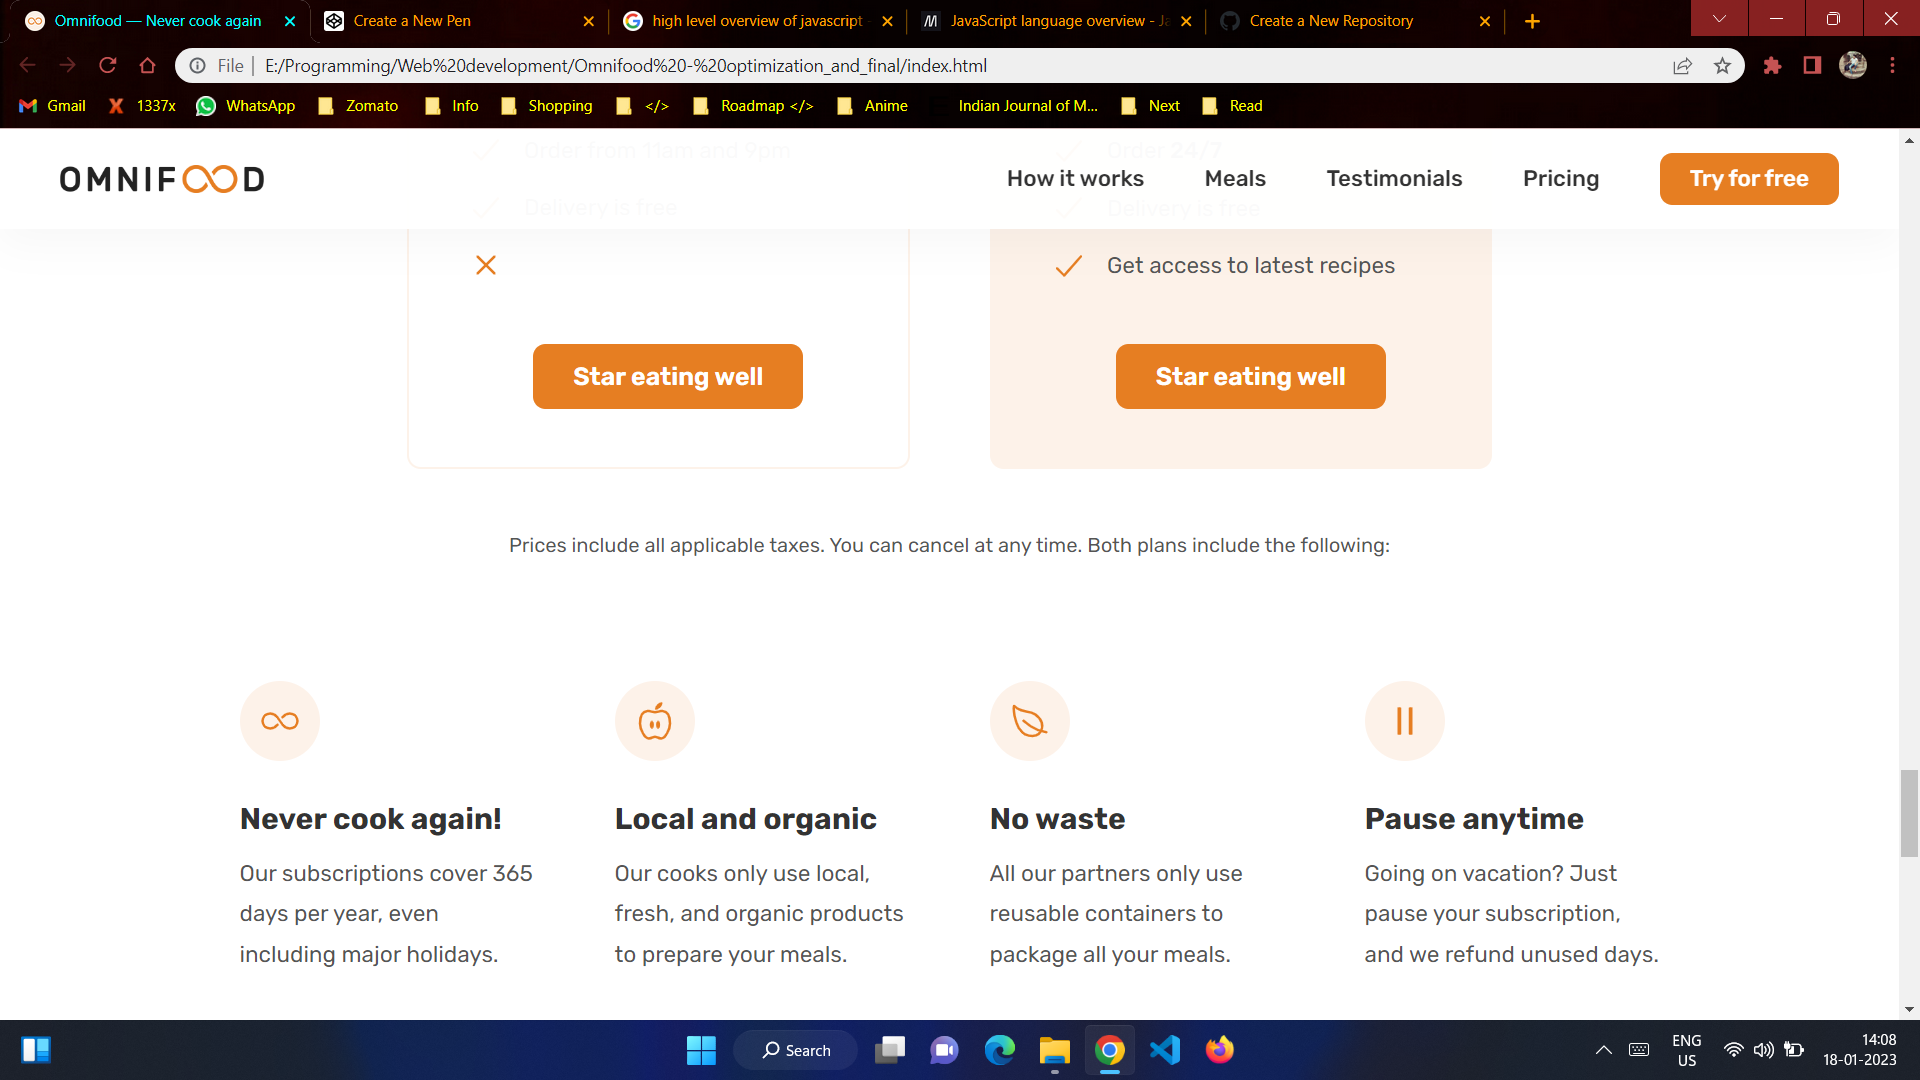 Omnifood — Never cook again
Create a New Pen
high level overview of javascript -
JavaScript language overview - Ja
Create a New Repository
File | E:/Programming/Web%20development/Omnifood%20-%20optimization_and_final/index.html
Gmail
1337x
WhatsApp
Zomato
Info
Shopping
</>
Roadmap </>
Anime
Indian Journal of M...
Next
Read
OMNIFOOD
How it works
Meals
Testimonials
Pricing
Try for free
Order from 11am and 9pm
Order 24/7
Delivery is free
Delivery is free
Get access to latest recipes
Star eating well
Star eating well
Prices include all applicable taxes. You can cancel at any time. Both plans include the following:
Never cook again!
Our subscriptions cover 365
days per year, even
including major holidays.
Local and organic
Our cooks only use local,
fresh, and organic products
to prepare your meals.
No waste
All our partners only use
reusable containers to
package all your meals.
Pause anytime
Going on vacation? Just
pause your subscription,
and we refund unused days.
Search
ENG
US
14:08
18-01-2023